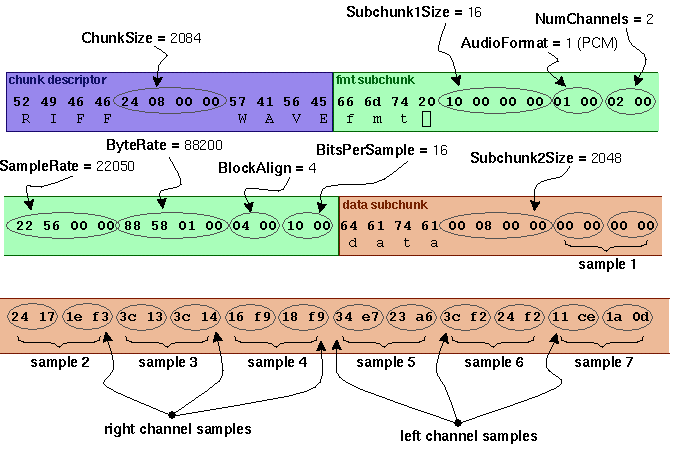 Subchunk1Size = 16
NumChannels = 2
ChunkSize = 2084
AudioFormat = 1 (PCM)
chunk descriptor
fmt subchunk
52 49 46 46 24 08 00 00 57 41 56 45 66 6d 74 20 10 00 00 00 01 00 02 00
R I F F W A V E f m t
ByteRate = 88200
BitsPerSample = 16
Subchunk2Size = 2048
SampleRate = 22050
BlockAlign = 4
data subchunk
22 56 00 00 88 58 01 00 04 00 10 00 64 61 74 61 00 08 00 00 00 00 00 00
d a t a
sample 1
24 17 1e f3 3c 13 3c 14 16 f9 18 f9 34 e7 23 a6 3c f2 24 f2 11 ce 1a 0d
sample 2 sample 3 sample 4 sample 5 sample 6 sample 7
right channel samples
left channel samples